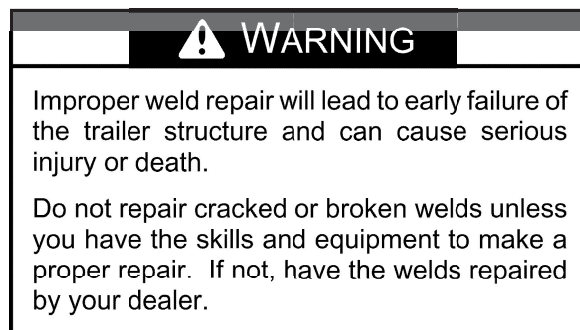 WARNING
Improper weld repair will lead to early failure of
the trailer structure and can cause serious
injury or death.
Do not repair cracked or broken welds unless
you have the skills and equipment to make a
proper repair. If not, have the welds repaired
by your dealer.